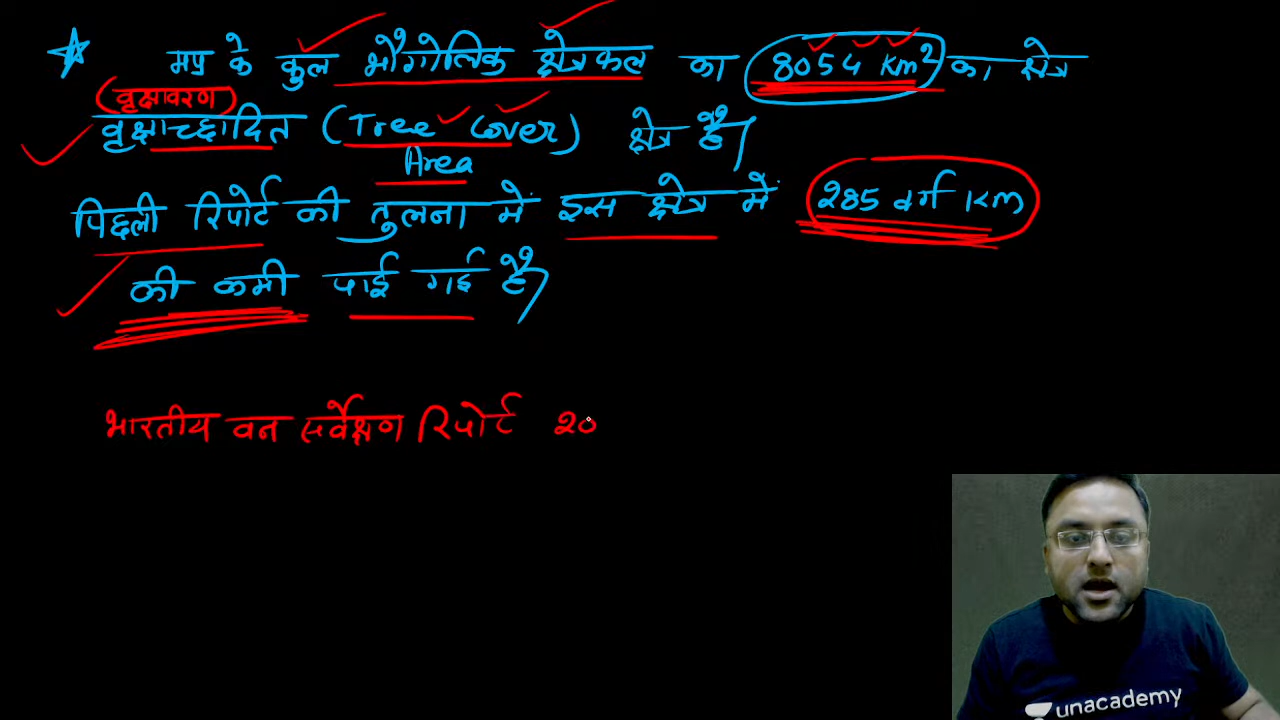 मप्र के कुल भौगोलिक क्षेत्रफल का 8054 Km² का क्षेत्र
(वृक्षावरण)
वृक्षाच्छादित (Tree Cover) क्षेत्र है।
Area
पिछली रिपोर्ट की तुलना में इस क्षेत्र में 285 वर्ग Km
की कमी पाई गई है।
भारतीय वन सर्वेक्षण रिपोर्ट 20
unacademy